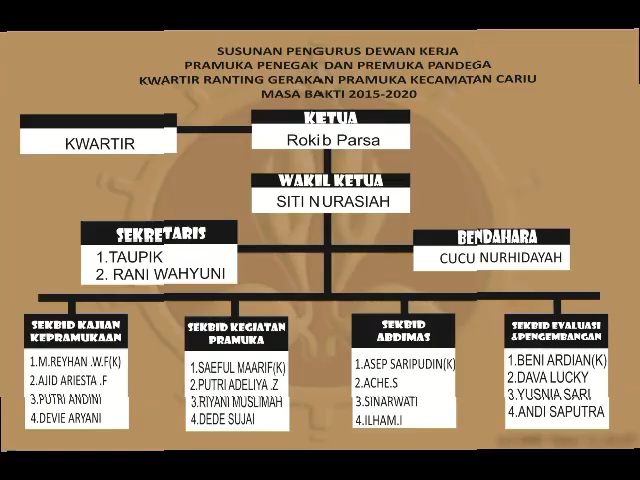 SUSUNAN PENGURUS DEWAN KERJA
PRAMUKA PENEGAK DAN PREMUKA PANDEGA
KWARTIR RANTING GERAKAN PRAMUKA KECAMATAN CARIU
MASA BAKTI 2015-2020
KETUA
Rokib Parsa
KWARTIR
WAKIL KETUA
SITI NURASIAH
SEKRETARIS
1.TAUPIK
2. RANI WAHYUNI
BENDAHARA
CUCU NURHIDAYAH
SEKBID KAJIAN
KEPRAMUKAAN
1.M.REYHAN .W.F(K)
2.AJID ARIESTA .F
3.PUTRI ANDINI
4.DEVIE ARYANI
SEKBID KEGIATAN
PRAMUKA
1.SAEFUL MAARIF(K)
2.PUTRI ADELIYA .Z
3.RIYANI MUSLIMAH
4.DEDE SUJAI
SEKBID
ABDIMAS
1.ASEP SARIPUDIN(K)
2.ACHE.S
3.SINARWATI
4.ILHAM.I
SEKBID EVALUASI
&PENGEMBANGAN
1.BENI ARDIAN(K)
2.DAVA LUCKY
3.YUSNIA SARI
4.ANDI SAPUTRA